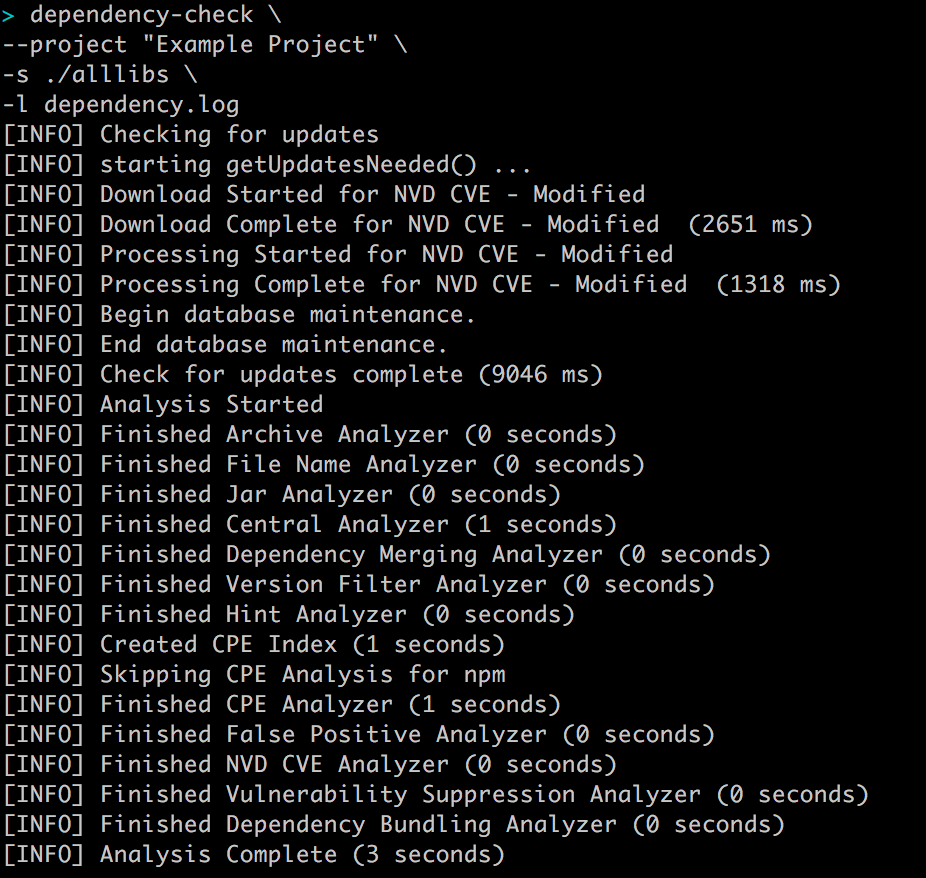 > dependency-check \
--project "Example Project" \
-s ./alllibs \
-l dependency.log
[INFO] Checking for updates
[INFO] starting getUpdatesNeeded() ...
[INFO] Download Started for NVD CVE - Modified
[INFO] Download Complete for NVD CVE - Modified  (2651 ms)
[INFO] Processing Started for NVD CVE - Modified
[INFO] Processing Complete for NVD CVE - Modified  (1318 ms)
[INFO] Begin database maintenance.
[INFO] End database maintenance.
[INFO] Check for updates complete (9046 ms)
[INFO] Analysis Started
[INFO] Finished Archive Analyzer (0 seconds)
[INFO] Finished File Name Analyzer (0 seconds)
[INFO] Finished Jar Analyzer (0 seconds)
[INFO] Finished Central Analyzer (1 seconds)
[INFO] Finished Dependency Merging Analyzer (0 seconds)
[INFO] Finished Version Filter Analyzer (0 seconds)
[INFO] Finished Hint Analyzer (0 seconds)
[INFO] Created CPE Index (1 seconds)
[INFO] Skipping CPE Analysis for npm
[INFO] Finished CPE Analyzer (1 seconds)
[INFO] Finished False Positive Analyzer (0 seconds)
[INFO] Finished NVD CVE Analyzer (0 seconds)
[INFO] Finished Vulnerability Suppression Analyzer (0 seconds)
[INFO] Finished Dependency Bundling Analyzer (0 seconds)
[INFO] Analysis Complete (3 seconds)